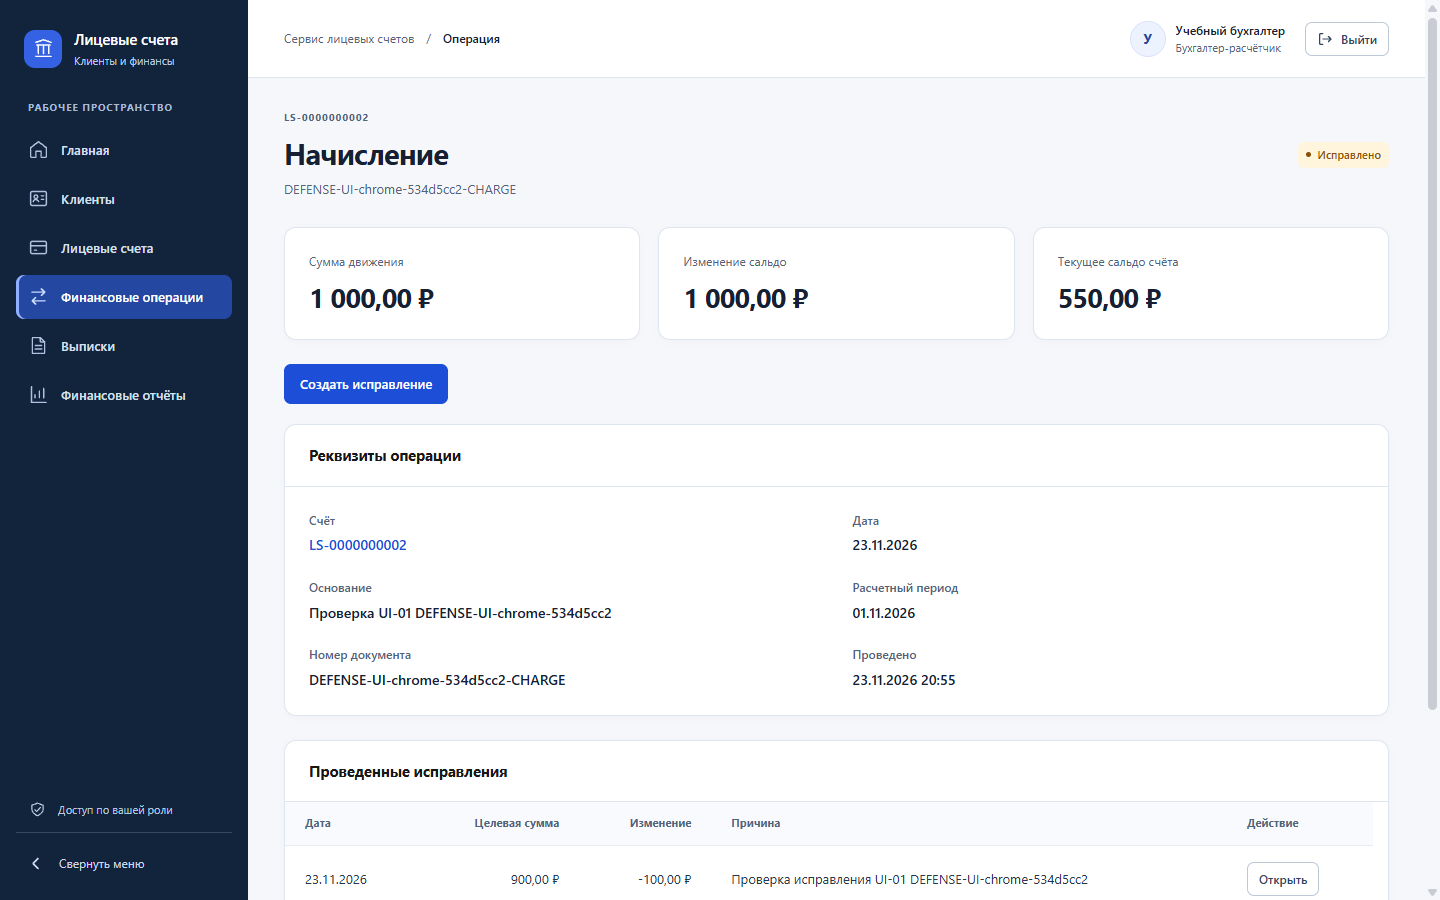 Лицевые счета
Клиенты и финансы
РАБОЧЕЕ ПРОСТРАНСТВО
Главная
Клиенты
Лицевые счета
Финансовые операции
Выписки
Финансовые отчёты
Доступ по вашей роли
Свернуть меню
Сервис лицевых счетов / Операция
У
Учебный бухгалтер
Бухгалтер-расчётчик
Выйти
LS-0000000002
Начисление
Исправлено
DEFENSE-UI-chrome-534d5cc2-CHARGE
Сумма движения
1 000,00 ₽
Изменение сальдо
1 000,00 ₽
Текущее сальдо счёта
550,00 ₽
Создать исправление
Реквизиты операции
Счёт
LS-0000000002
Дата
23.11.2026
Основание
Проверка UI-01 DEFENSE-UI-chrome-534d5cc2
Расчетный период
01.11.2026
Номер документа
DEFENSE-UI-chrome-534d5cc2-CHARGE
Проведено
23.11.2026 20:55
Проведенные исправления
Дата Целевая сумма Изменение Причина Действие
23.11.2026 900,00 ₽ -100,00 ₽ Проверка исправления UI-01 DEFENSE-UI-chrome-534d5cc2 Открыть